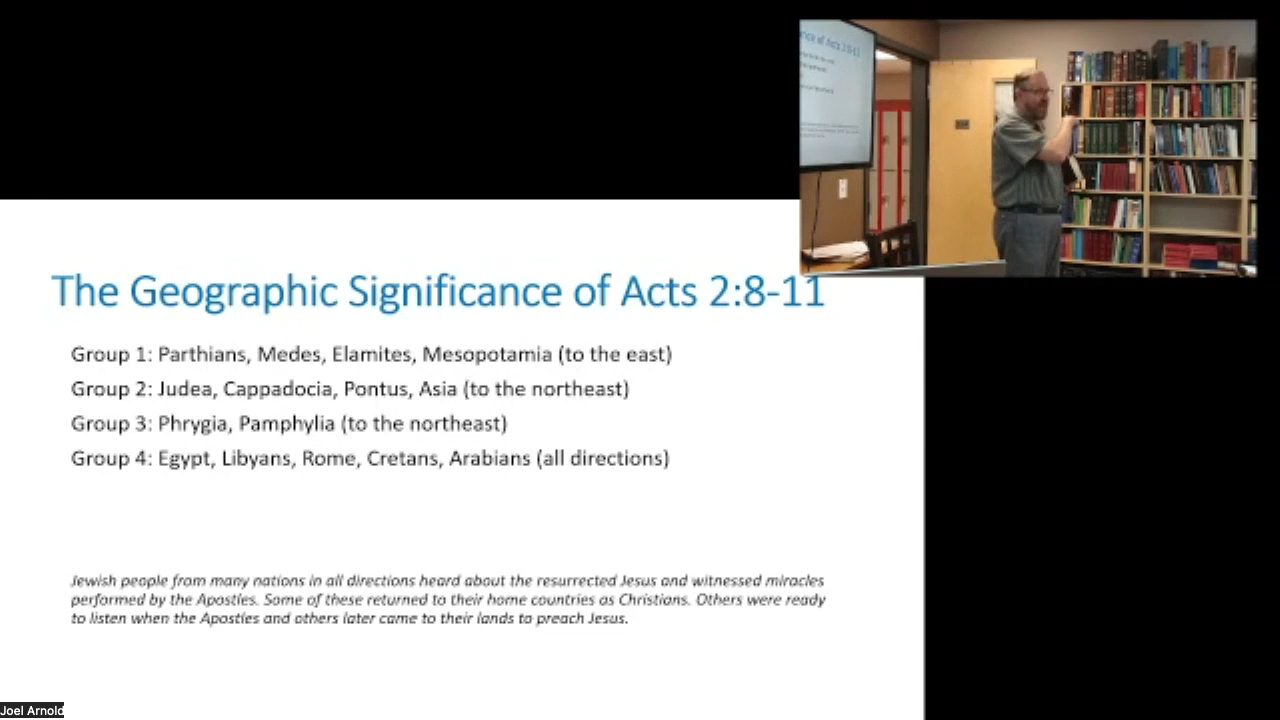 The Geographic Significance of Acts 2:8-11
Group 1: Parthians, Medes, Elamites, Mesopotamia (to the east)
Group 2: Judea, Cappadocia, Pontus, Asia (to the northeast)
Group 3: Phrygia, Pamphylia (to the northeast)
Group 4: Egypt, Libyans, Rome, Cretans, Arabians (all directions)
Jewish people from many nations in all directions heard about the resurrected Jesus and witnessed miracles
performed by the Apostles. Some of these returned to their home countries as Christians. Others were ready
to listen when the Apostles and others later came to their lands to preach Jesus.
Joel Arnold